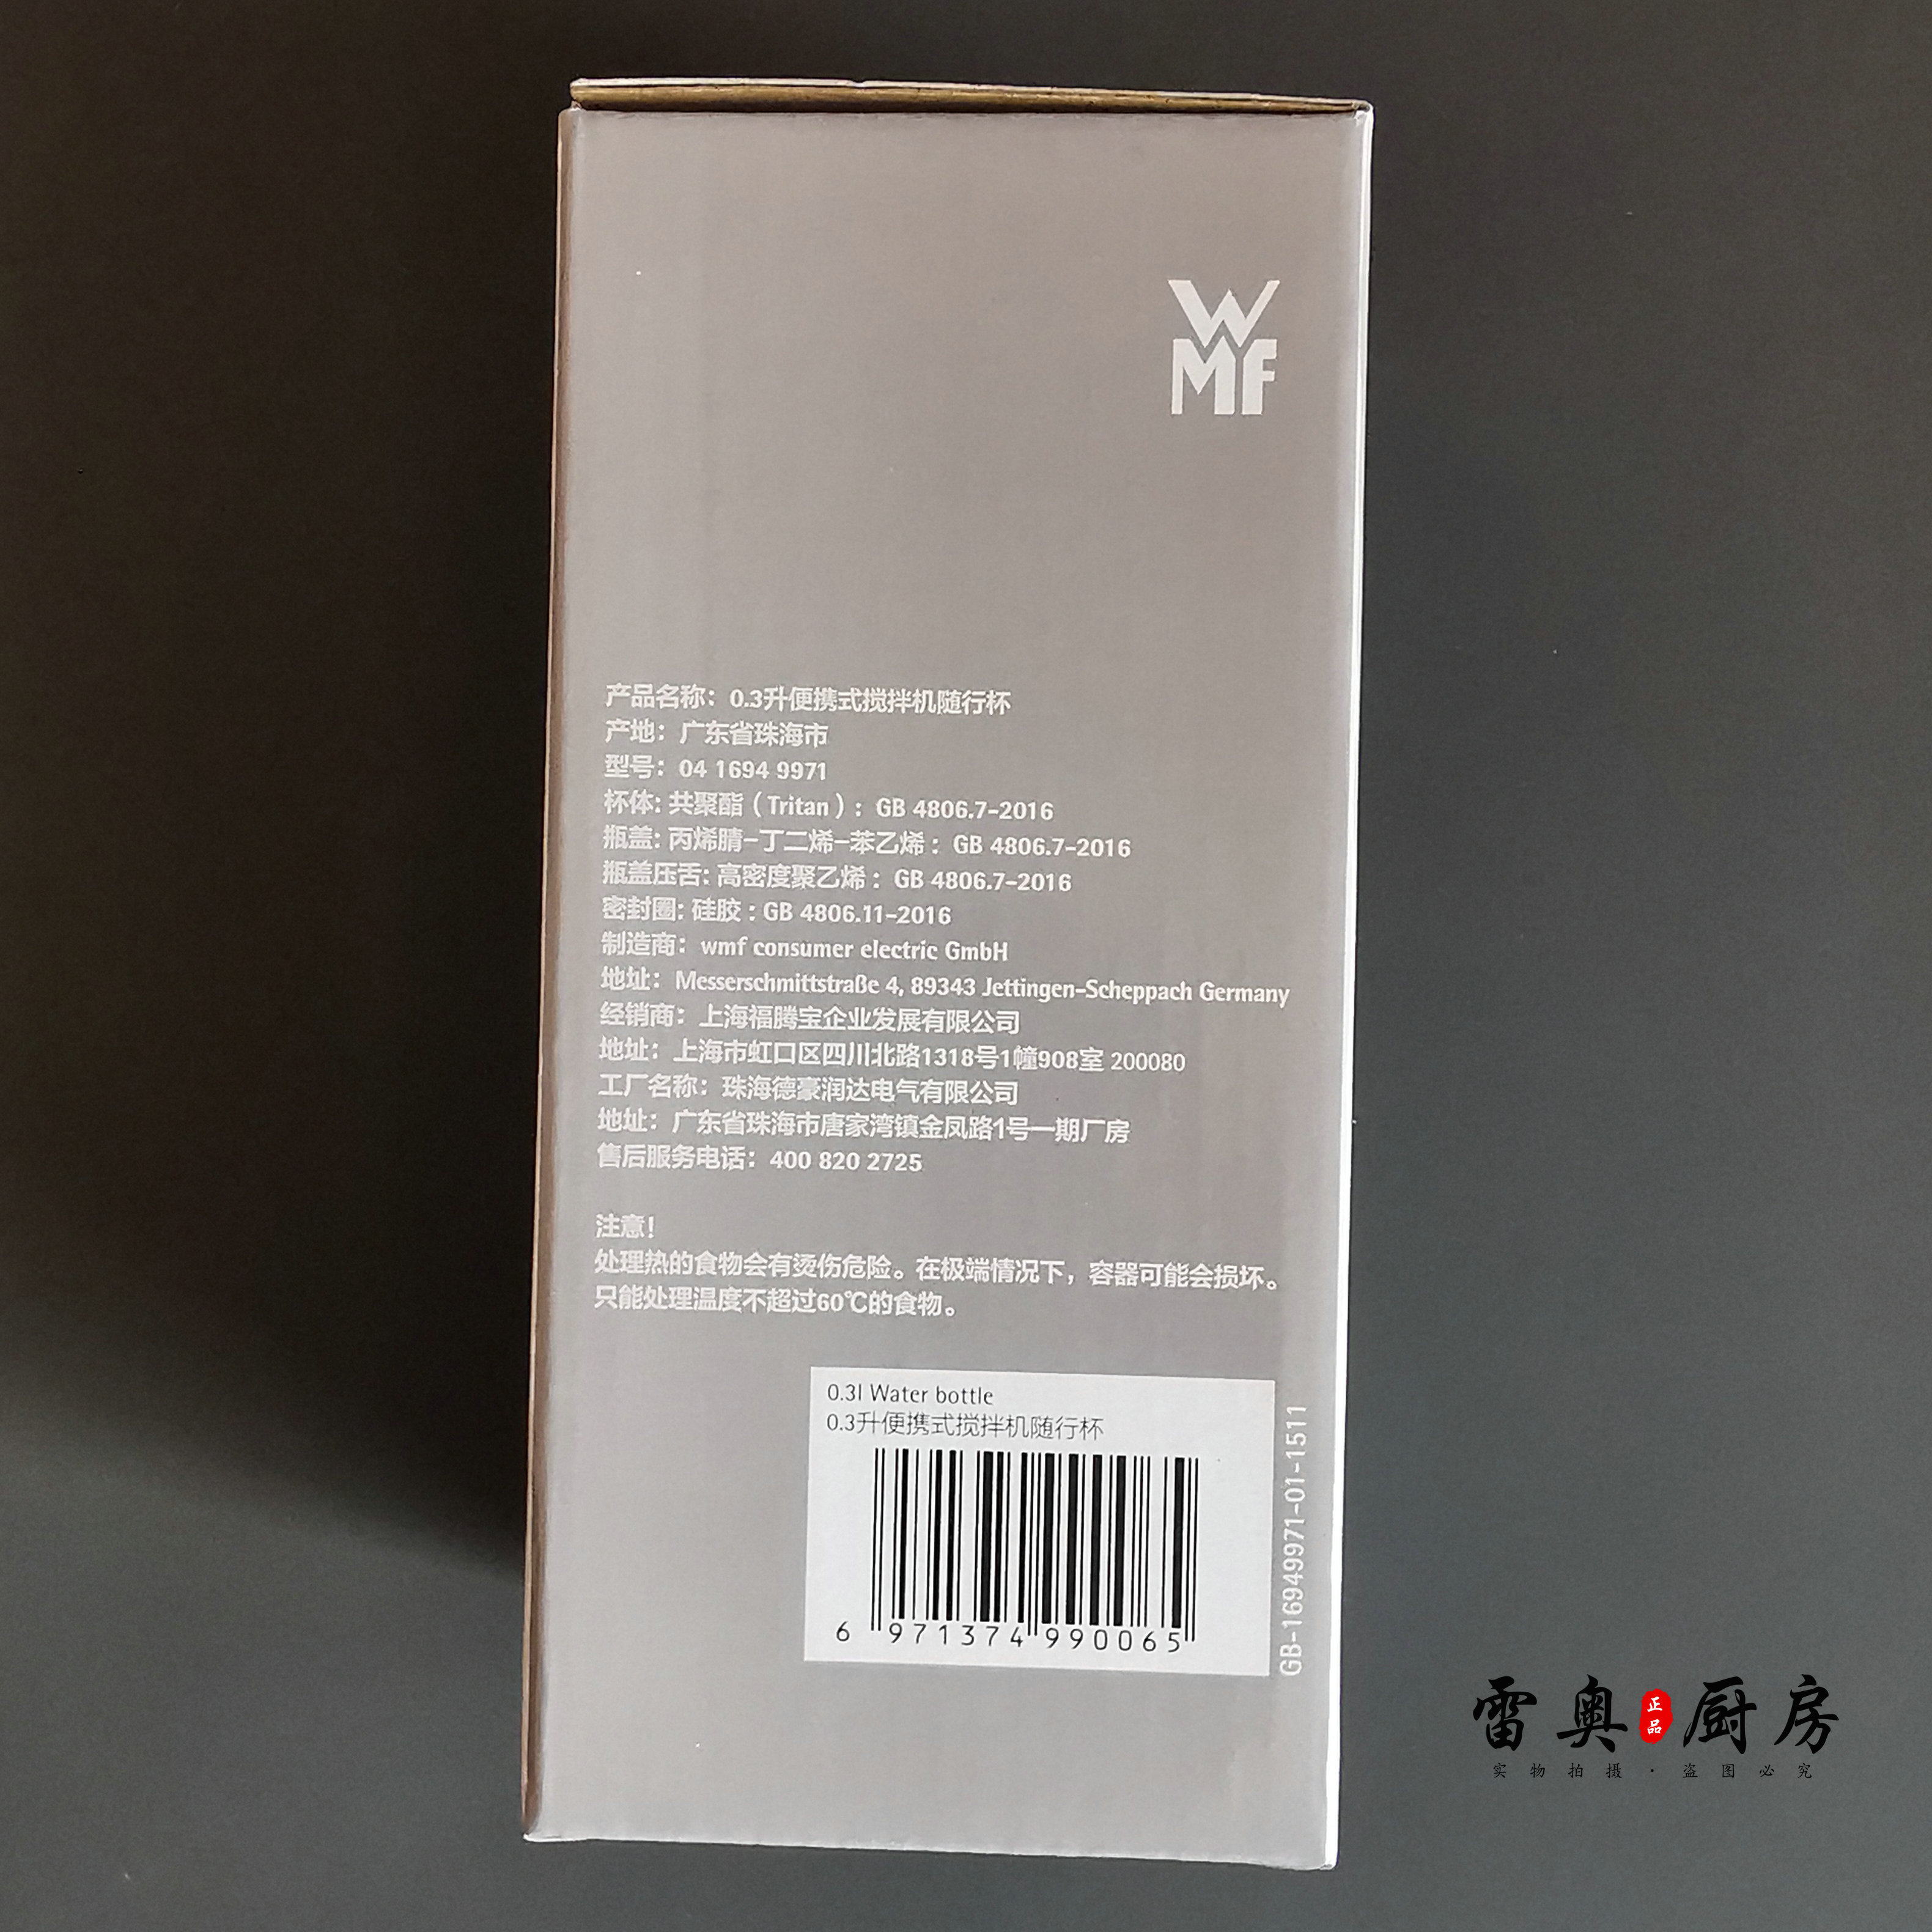 WMF
产品名称：0.3升便携式搅拌机随行杯
产地：广东省珠海市
型号：04 1694 9971
杯体: 共聚酯（Tritan）: GB 4806.7-2016
瓶盖: 丙烯腈-丁二烯-苯乙烯: GB 4806.7-2016
瓶盖压舌: 高密度聚乙烯: GB 4806.7-2016
密封圈: 硅胶: GB 4806.11-2016
制造商：wmf consumer electric GmbH
地址：Messerschmittstraße 4, 89343 Jettingen-Scheppach Germany
经销商：上海福腾宝企业发展有限公司
地址：上海市虹口区四川北路1318号1幢908室 200080
工厂名称：珠海德豪润达电气有限公司
地址：广东省珠海市唐家湾镇金凤路1号一期厂房
售后服务电话：400 820 2725
注意!
处理热的食物会有烫伤危险。在极端情况下，容器可能会损坏。
只能处理温度不超过60℃的食物。
0.3l Water bottle
0.3升便携式搅拌机随行杯
6 971374 990065
GB-16949971-01-1511
雷奥正品厨房
实物拍摄·盗图必究